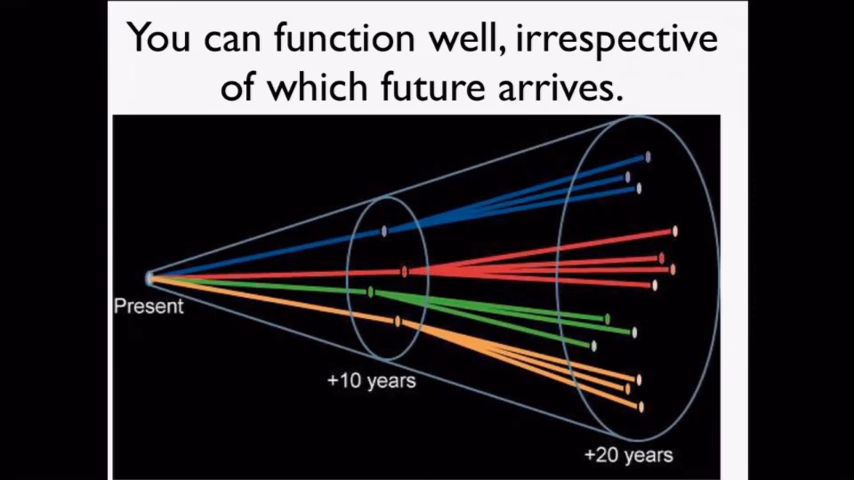 You can function well, irrespective
of which future arrives.
Present
+10 years
+20 years